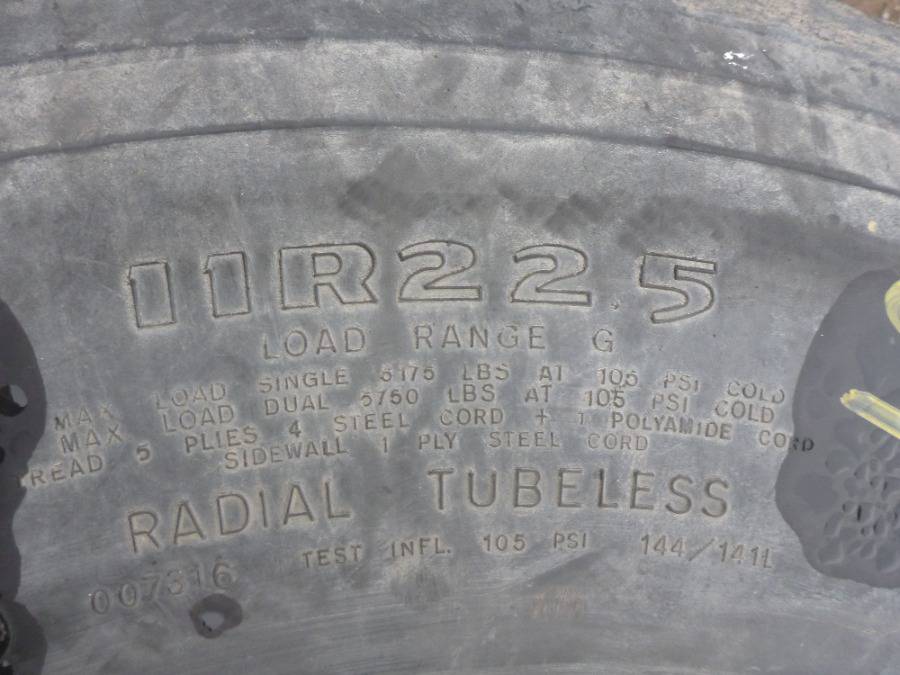 11R22.5
LOAD RANGE G
MAX LOAD SINGLE 6175 LBS AT 105 PSI COLD
MAX LOAD DUAL 5750 LBS AT 105 PSI COLD
TREAD 5 PLIES 4 STEEL CORD + 1 POLYAMIDE CORD
SIDEWALL 1 PLY STEEL CORD
RADIAL TUBELESS
TEST INFL. 105 PSI 144/141L
007316